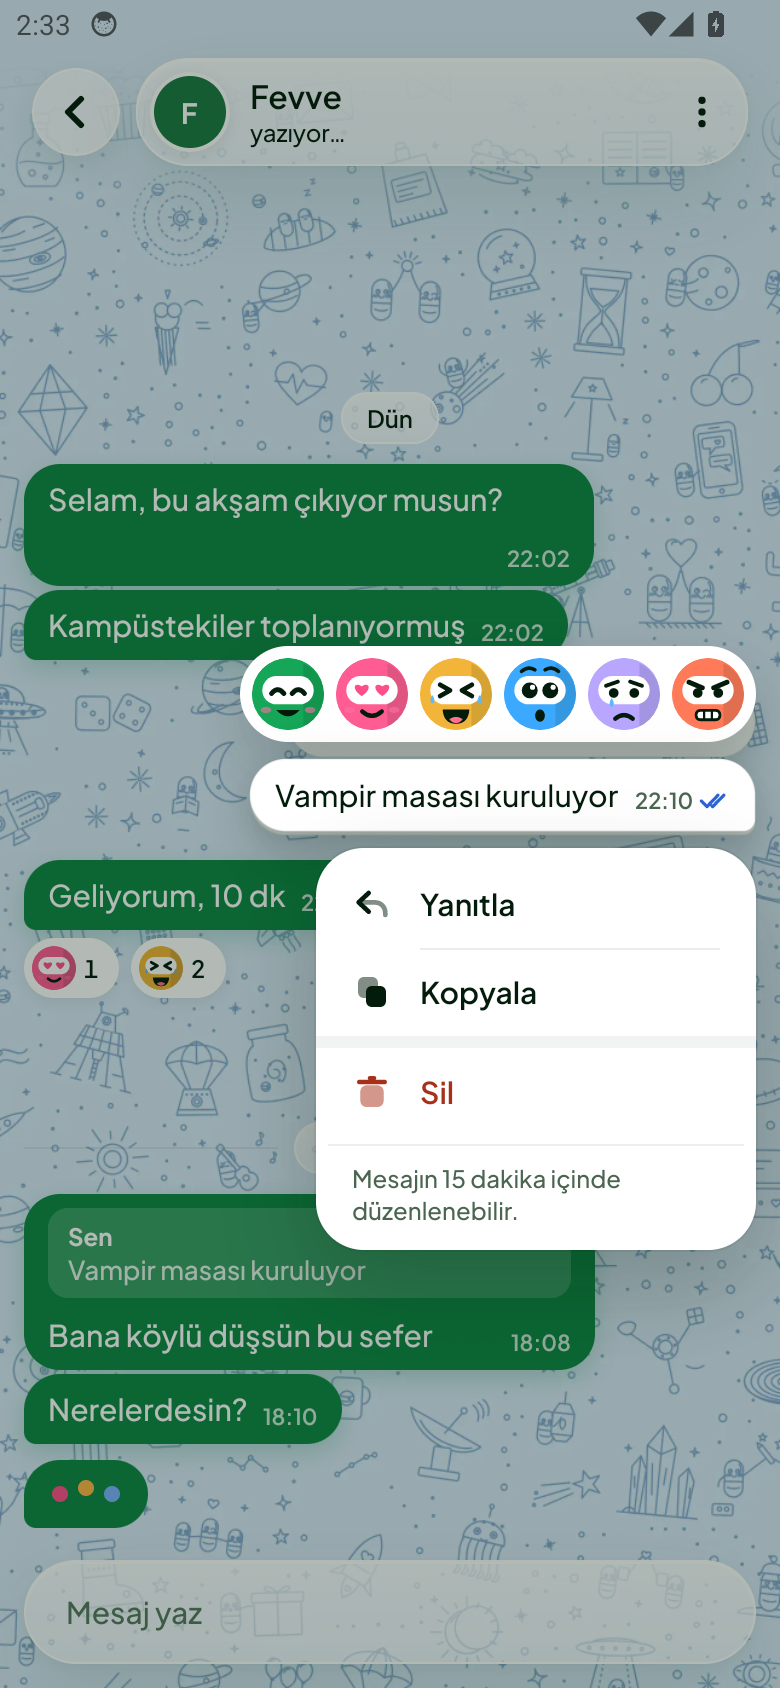 2:33
F
Fevve
yazıyor...
Dün
Selam, bu akşam çıkıyor musun?
22:02
Kampüstekiler toplanıyormuş 22:02
Vampir masası kuruluyor 22:10
Geliyorum, 10 dk
1 2
Yanıtla
Kopyala
Sil
Mesajın 15 dakika içinde
düzenlenebilir.
Sen
Vampir masası kuruluyor
Bana köylü düşsün bu sefer 18:08
Nerelerdesin? 18:10
Mesaj yaz